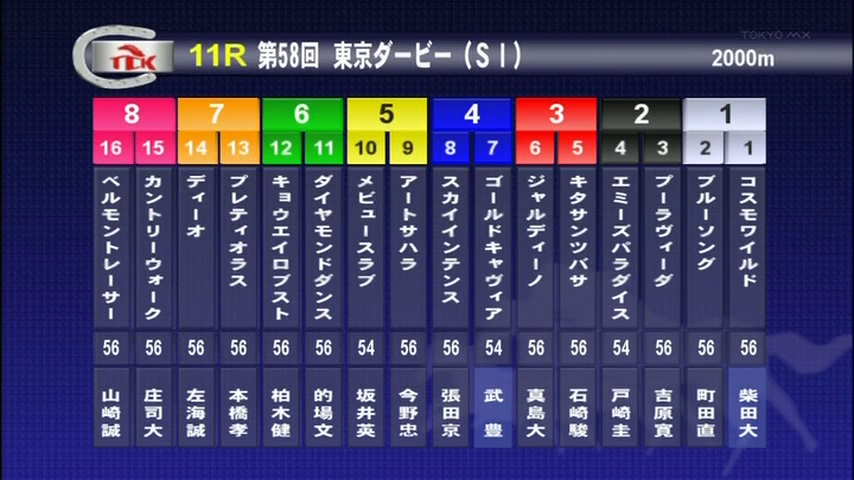 TCK 11R 第58回 東京ダービー(SⅠ) 2000m
TOKYO MX
8 7 6 5 4 3 2 1
16 15 14 13 12 11 10 9 8 7 6 5 4 3 2 1
ベルモントレーサー
カントリーウォーク
ディーオ
プレティオラス
キョウエイロブスト
ダイヤモンドダンス
メビュースラブ
アートサハラ
スカイインテンス
ゴールドキャヴィア
ジャルディーノ
キタサンツバサ
エミーズパラダイス
プーラヴィーダ
ブルーソング
コスモワイルド
56 56 56 56 56 56 54 56 56 54 56 56 54 56 56 56
山崎誠
庄司大
左海誠
本橋孝
柏木健
的場文
坂井英
今野忠
張田京
武豊
真島大
石崎駿
戸崎圭
吉原寛
町田直
柴田大